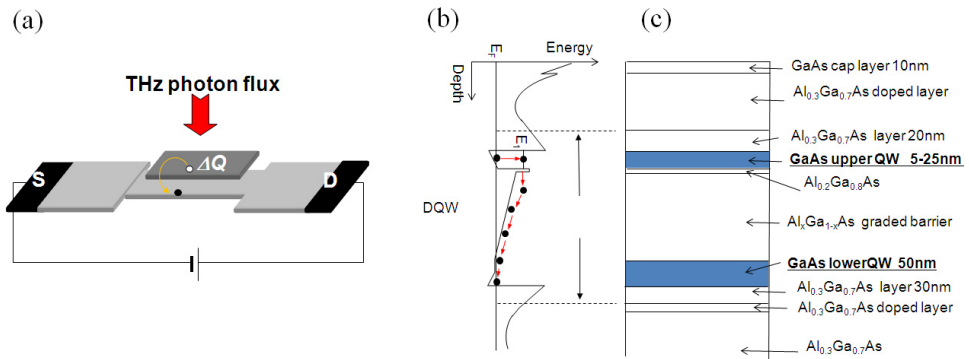 (a)
THz photon flux
ΔQ
S
D
I
(b)
E_F
Energy
Depth
E_1
DQW
(c)
GaAs cap layer 10nm
Al0.3Ga0.7As doped layer
Al0.3Ga0.7As layer 20nm
GaAs upper QW 5-25nm
Al0.2Ga0.8As
AlxGa1-xAs graded barrier
GaAs lowerQW 50nm
Al0.3Ga0.7As layer 30nm
Al0.3Ga0.7As doped layer
Al0.3Ga0.7As